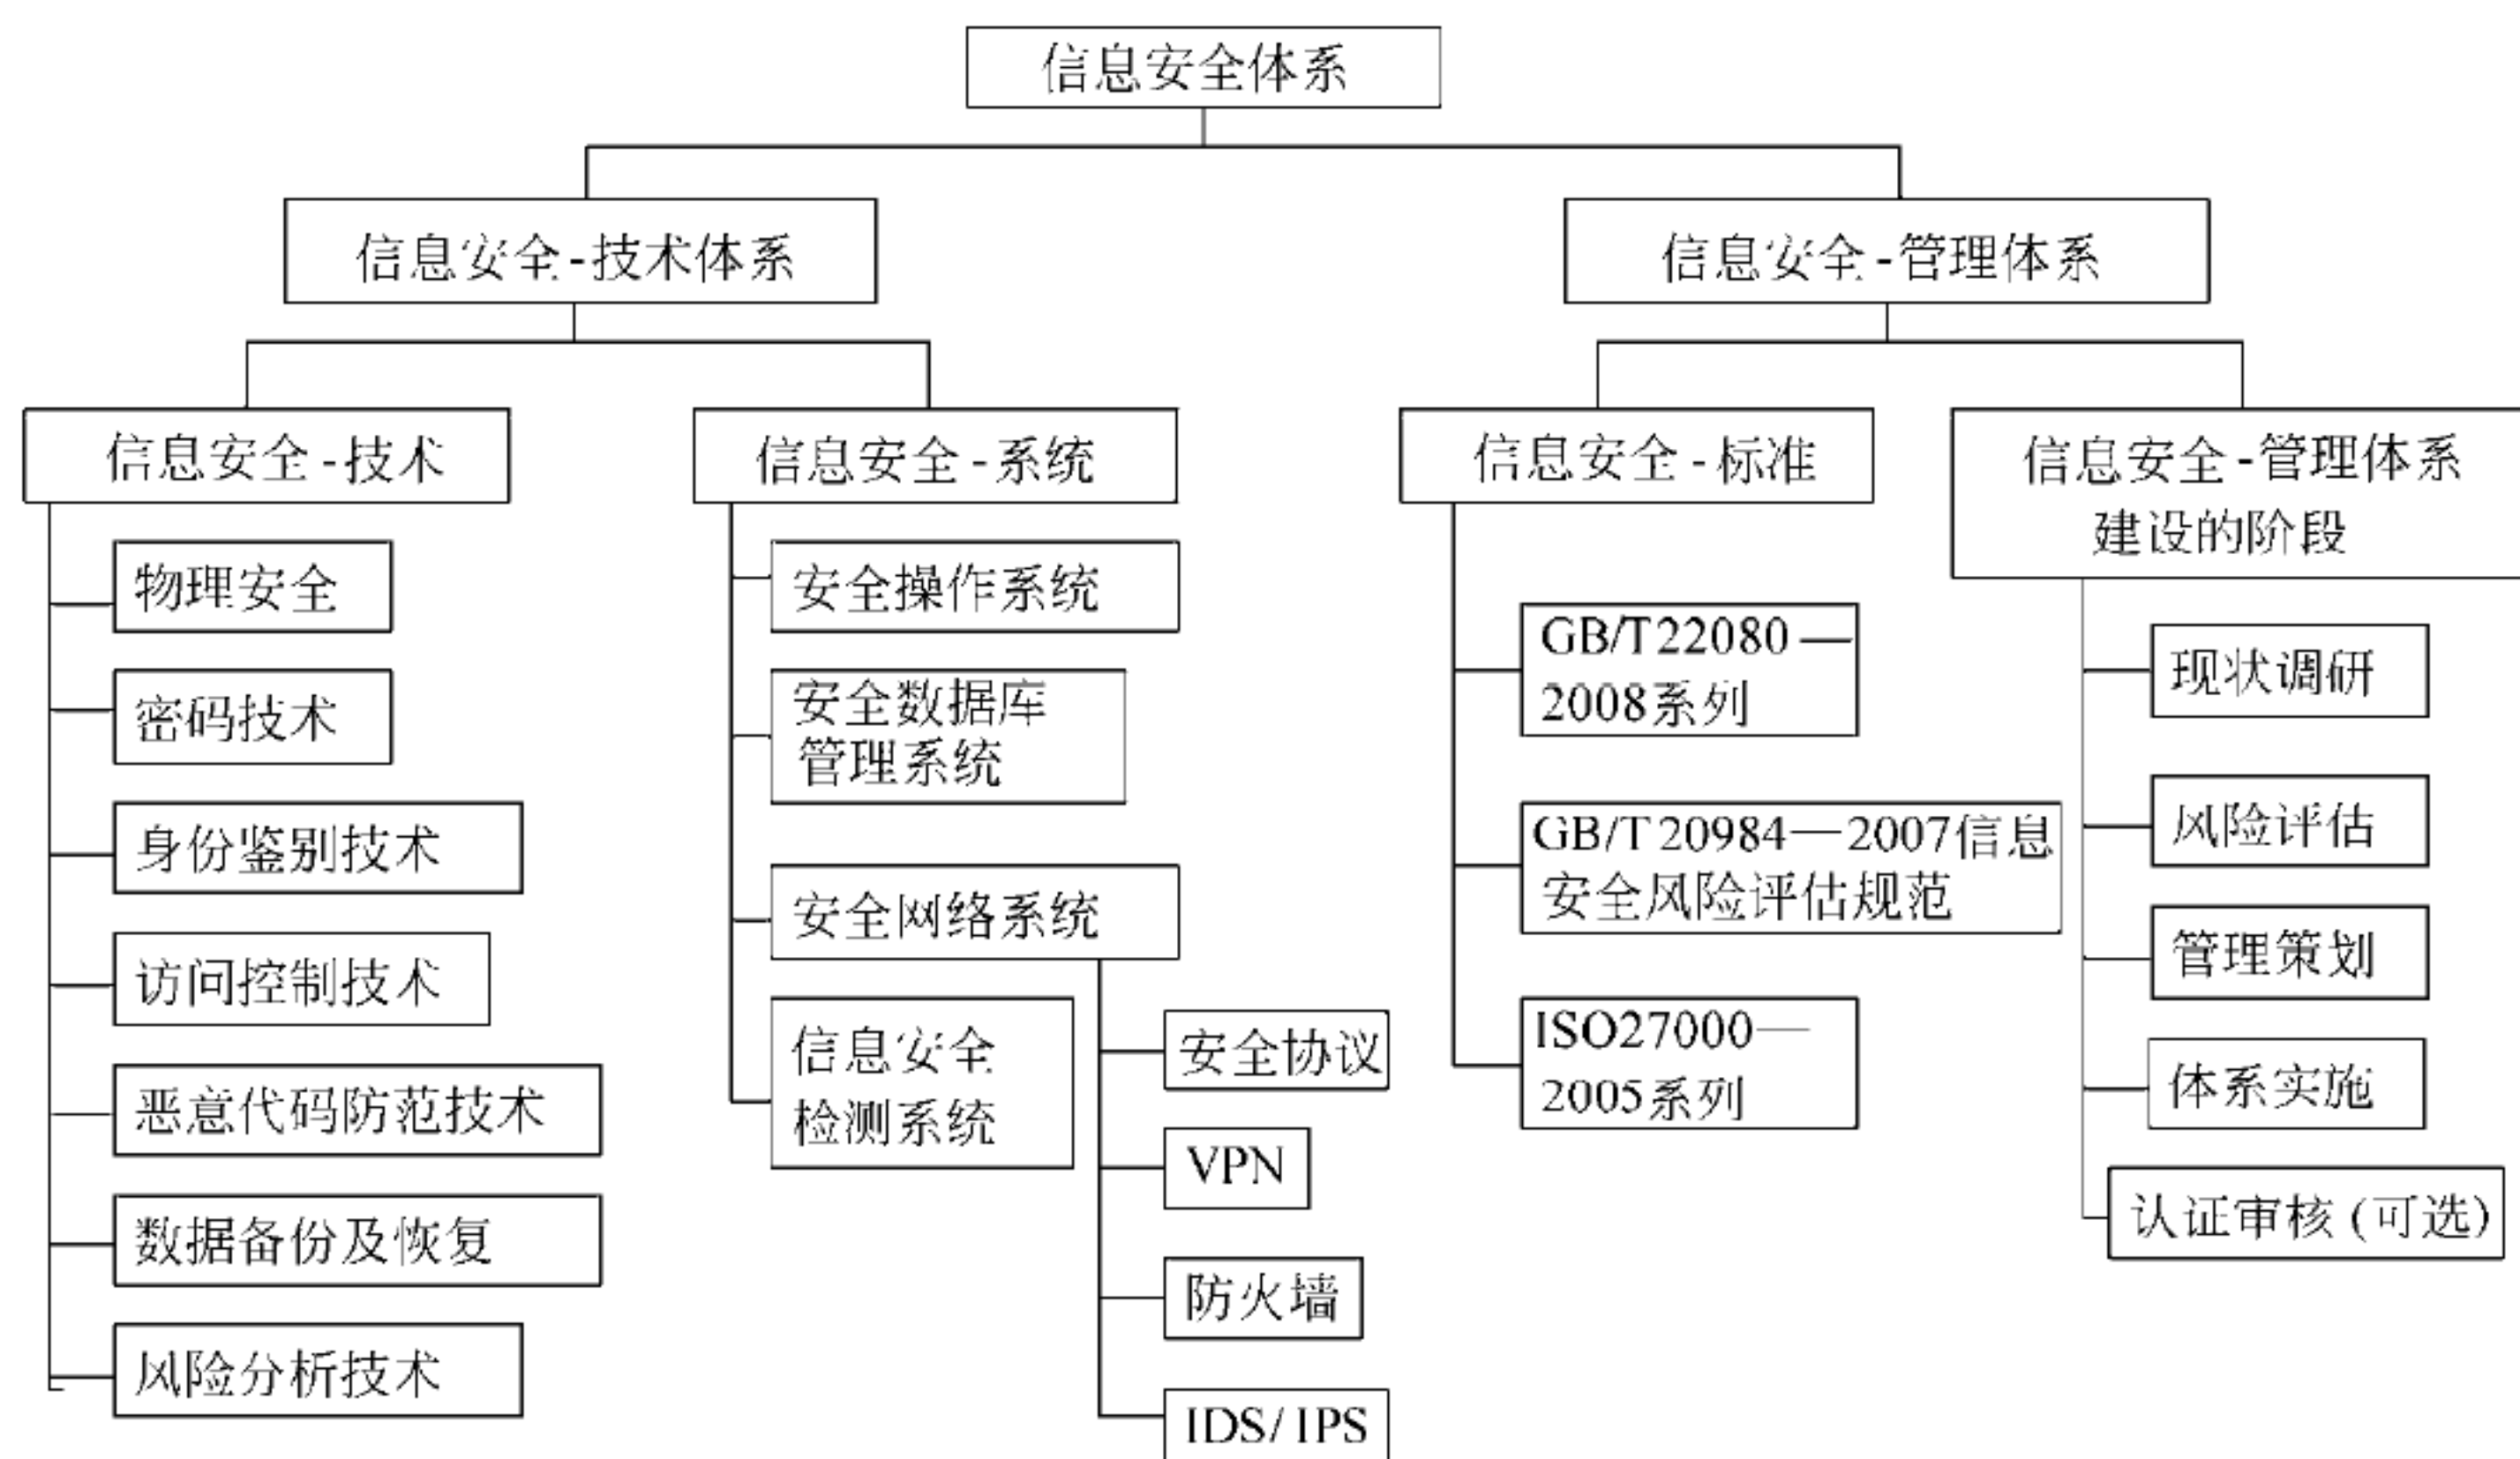 信息安全体系
信息安全-技术体系
信息安全-管理体系
信息安全-技术
物理安全
密码技术
身份鉴别技术
访问控制技术
恶意代码防范技术
数据备份及恢复
风险分析技术
信息安全-系统
安全操作系统
安全数据库
管理系统
安全网络系统
安全协议
VPN
防火墙
IDS/IPS
信息安全
检测系统
信息安全-标准
GB/T22080—
2008系列
GB/T20984—2007信息
安全风险评估规范
ISO27000—
2005系列
信息安全-管理体系
建设的阶段
现状调研
风险评估
管理策划
体系实施
认证审核(可选)